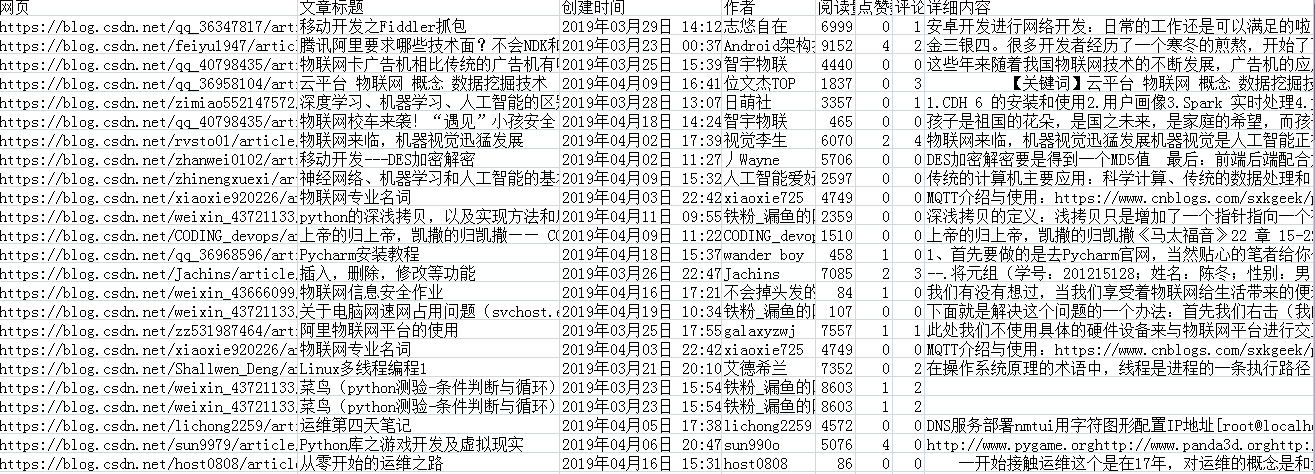 网页 文章标题 创建时间 作者 阅读 点赞 评论 详细内容
https://blog.csdn.net/qq_36347817/ar 移动开发之Fiddler抓包 2019年03月29日 14:12 志悠自在 6999 0 1 安卓开发进行网络开发：日常的工作还是可以满足的啦
https://blog.csdn.net/feiyu1947/artic 腾讯阿里要求哪些技术面？不会NDK和 2019年03月23日 00:37 Android架构 9152 4 2 金三银四。很多开发者经历了一个寒冬的煎熬，开始了
https://blog.csdn.net/qq_40798435/ar 物联网卡广告机相比传统的广告机有 2019年03月25日 15:39 智宇物联 4440 0 0 这些年来随着我国物联网技术的不断发展，广告机的应
https://blog.csdn.net/qq_36958104/ar 云平台 物联网 概念 数据挖掘技术 2019年04月09日 16:41 位文杰TOP 1837 0 3 【关键词】云平台 物联网 概念 数据挖掘技
https://blog.csdn.net/zimiao552147572 深度学习、机器学习、人工智能的区 2019年03月28日 13:07 日萌社 3357 0 1 1.CDH 6 的安装和使用2.用户画像3.Spark 实时处理4.
https://blog.csdn.net/qq_40798435/ar 物联网校车来袭！“遇见”小孩安全 2019年04月18日 14:24 智宇物联 465 0 0 孩子是祖国的花朵，是国之未来，是家庭的希望，而孩
https://blog.csdn.net/rvsto01/article 物联网来临，机器视觉迅猛发展 2019年04月02日 17:39 视觉李生 6070 2 4 物联网来临，机器视觉迅猛发展机器视觉是人工智能正
https://blog.csdn.net/zhanwei0102/ar 移动开发---DES加密解密 2019年04月02日 11:27 丿Wayne 5706 0 0 DES加密解密要是得到一个MD5值 最后：前端后端配合
https://blog.csdn.net/zhinengxuexi/ar 神经网络、机器学习和人工智能的基 2019年04月09日 15:32 人工智能爱好 2597 0 0 传统的计算机主要应用：科学计算、传统的数据处理和
https://blog.csdn.net/xiaoxie920226/a 物联网专业名词 2019年04月03日 22:42 xiaoxie725 4749 0 0 MQTT介绍与使用：https://www.cnblogs.com/sxkgeek/p
https://blog.csdn.net/weixin_43721133 python的深浅拷贝，以及实现方法和 2019年04月11日 09:55 铁粉_漏鱼的 2359 0 0 深浅拷贝的定义：浅拷贝只是增加了一个指针指向一个
https://blog.csdn.net/CODING_devops/a 上帝的归上帝，凯撒的归凯撒—— CO 2019年04月09日 11:22 CODING_devop 1510 0 0 上帝的归上帝，凯撒的归凯撒《马太福音》22 章 15-2
https://blog.csdn.net/qq_36968596/ar Pycharm安装教程 2019年04月18日 15:37 wander boy 458 1 0 1、首先要做的是去Pycharm官网，当然贴心的笔者给你
https://blog.csdn.net/Jachins/article 插入，删除，修改等功能 2019年03月26日 22:47 Jachins 7085 2 3 --.将元组（学号：201215128；姓名：陈冬；性别：男
https://blog.csdn.net/weixin_43666099 物联网信息安全作业 2019年04月16日 17:21 不会掉头发的 84 1 0 我们有没有想过，当我们享受着物联网给生活带来的便
https://blog.csdn.net/weixin_43721133 关于电脑网速网占用问题（svchost.e 2019年04月19日 10:34 铁粉_漏鱼的 107 0 0 下面就是解决这个问题的一个办法：首先我们右击（我
https://blog.csdn.net/zz531987464/ar 阿里物联网平台的使用 2019年03月25日 17:55 galaxyzwj 7557 1 1 此处我们不使用具体的硬件设备来与物联网平台进行交
https://blog.csdn.net/xiaoxie920226/a 物联网专业名词 2019年04月03日 22:42 xiaoxie725 4749 0 0 MQTT介绍与使用：https://www.cnblogs.com/sxkgeek/p
https://blog.csdn.net/Shallwen_Deng/a Linux多线程编程1 2019年03月21日 20:10 艾德希兰 7352 0 2 在操作系统原理的术语中，线程是进程的一条执行路径
https://blog.csdn.net/weixin_43721133 菜鸟（python测验-条件判断与循环） 2019年03月23日 15:54 铁粉_漏鱼的 8603 1 2
https://blog.csdn.net/weixin_43721133 菜鸟（python测验-条件判断与循环） 2019年03月23日 15:54 铁粉_漏鱼的 8603 1 2
https://blog.csdn.net/lichong2259/ar 运维第四天笔记 2019年04月05日 17:38 lichong2259 4572 0 0 DNS服务部署nmtui用字符图形配置IP地址[root@localh
https://blog.csdn.net/sun9979/article Python库之游戏开发及虚拟现实 2019年04月06日 20:47 sun990o 5076 4 0 http://www.pygame.orghttp://www.panda3d.orghttp:
https://blog.csdn.net/host0808/artic 从零开始的运维之路 2019年04月16日 15:31 host0808 86 0 0 一开始接触运维这个是在17年，对运维的概念是和